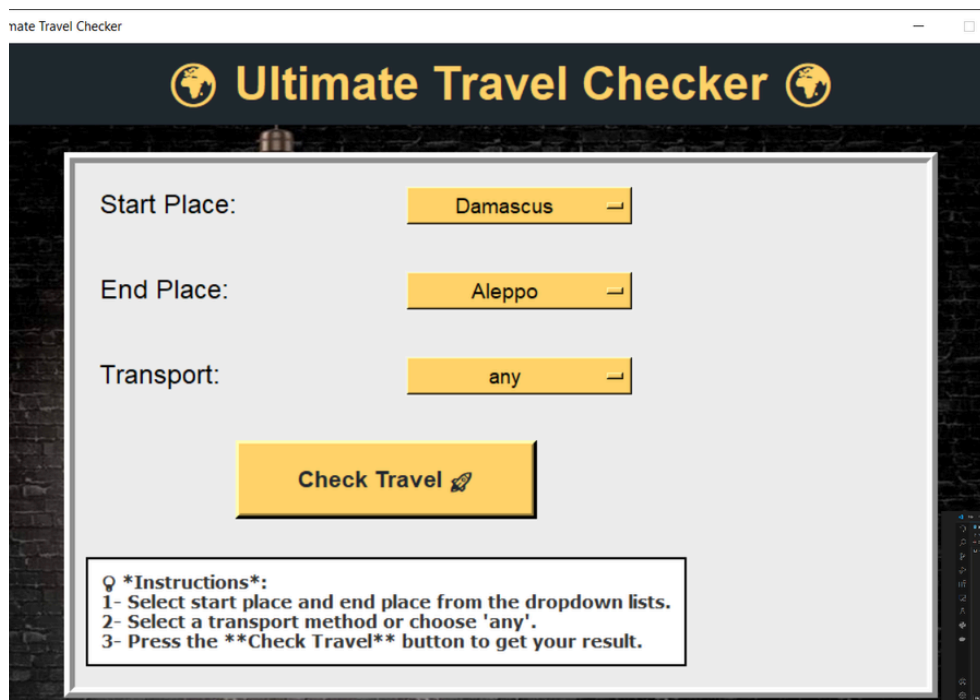 mate Travel Checker
Ultimate Travel Checker
Start Place: Damascus
End Place: Aleppo
Transport: any
Check Travel
*Instructions*:
1- Select start place and end place from the dropdown lists.
2- Select a transport method or choose 'any'.
3- Press the **Check Travel** button to get your result.